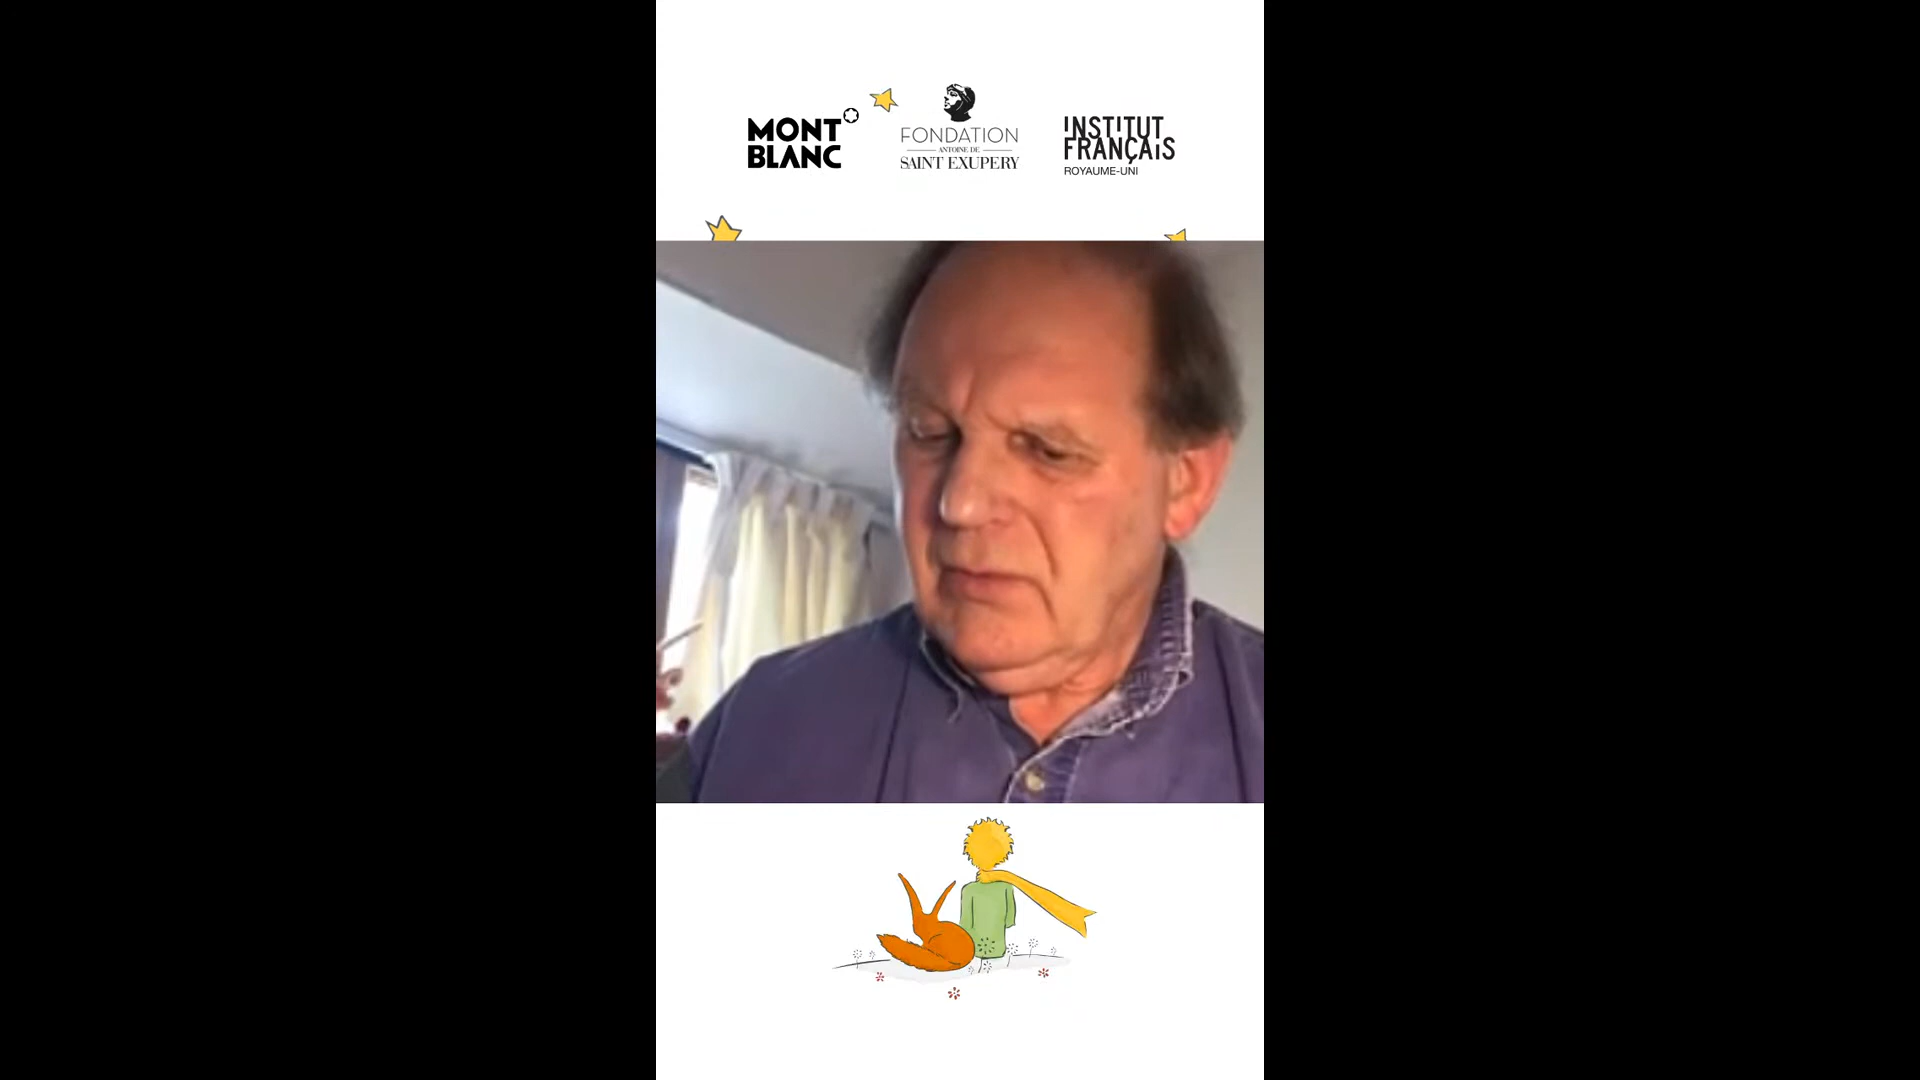 MONT
BLANC
FONDATION
ANTOINE DE
SAINT EXUPERY
INSTITUT
FRANÇAIS
ROYAUME-UNI